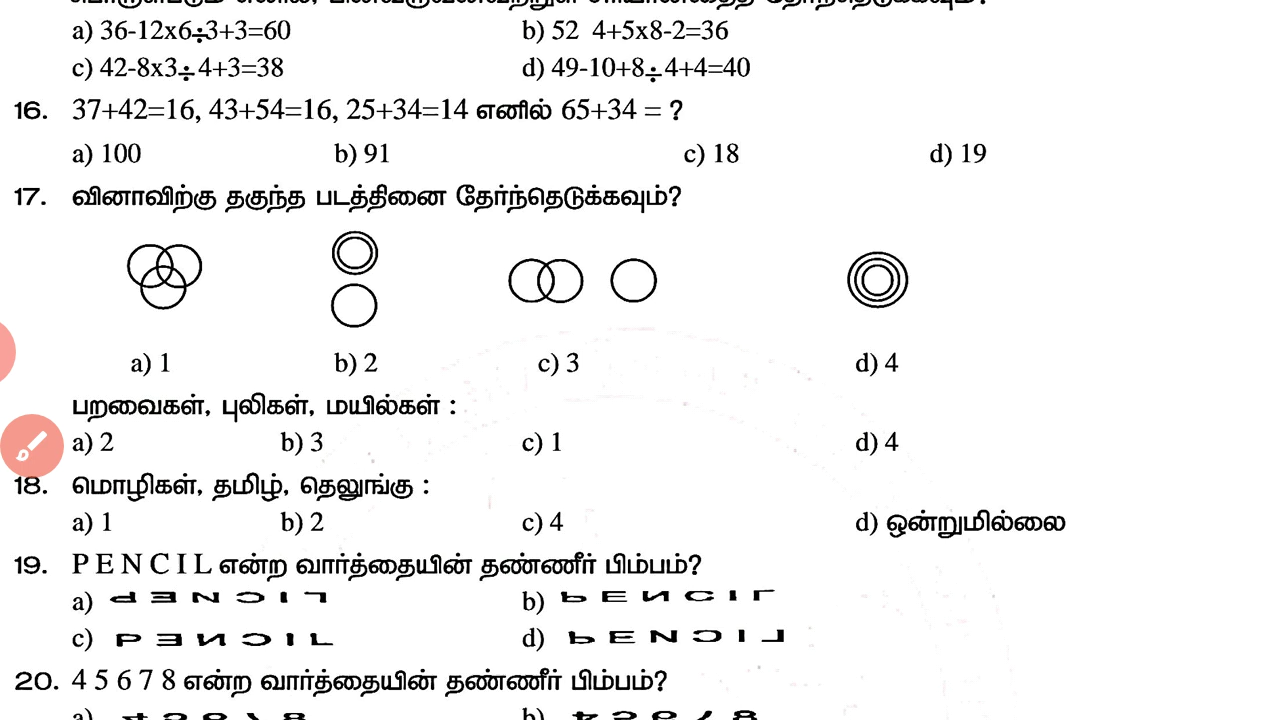 a) 36-12x6÷3+3=60 b) 52 4+5x8-2=36
c) 42-8x3÷4+3=38 d) 49-10+8÷4+4=40
16. 37+42=16, 43+54=16, 25+34=14 எனில் 65+34 = ?
a) 100 b) 91 c) 18 d) 19
17. வினாவிற்கு தகுந்த படத்தினை தேர்ந்தெடுக்கவும்?
a) 1 b) 2 c) 3 d) 4
பறவைகள், புலிகள், மயில்கள் :
a) 2 b) 3 c) 1 d) 4
18. மொழிகள், தமிழ், தெலுங்கு :
a) 1 b) 2 c) 4 d) ஒன்றுமில்லை
19. P E N C I L என்ற வார்த்தையின் தண்ணீர் பிம்பம்?
a) b)
c) d)
20. 4 5 6 7 8 என்ற வார்த்தையின் தண்ணீர் பிம்பம்?
a) b)